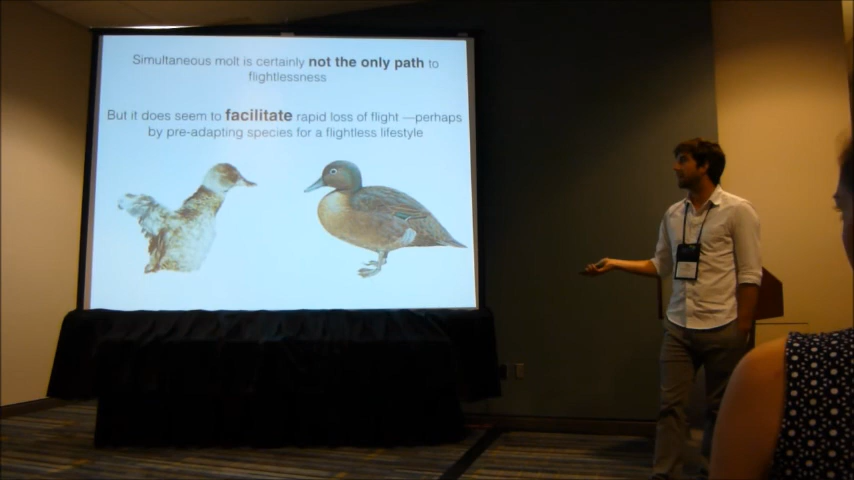 Simultaneous molt is certainly not the only path to
flightlessness
But it does seem to facilitate rapid loss of flight —perhaps
by pre-adapting species for a flightless lifestyle